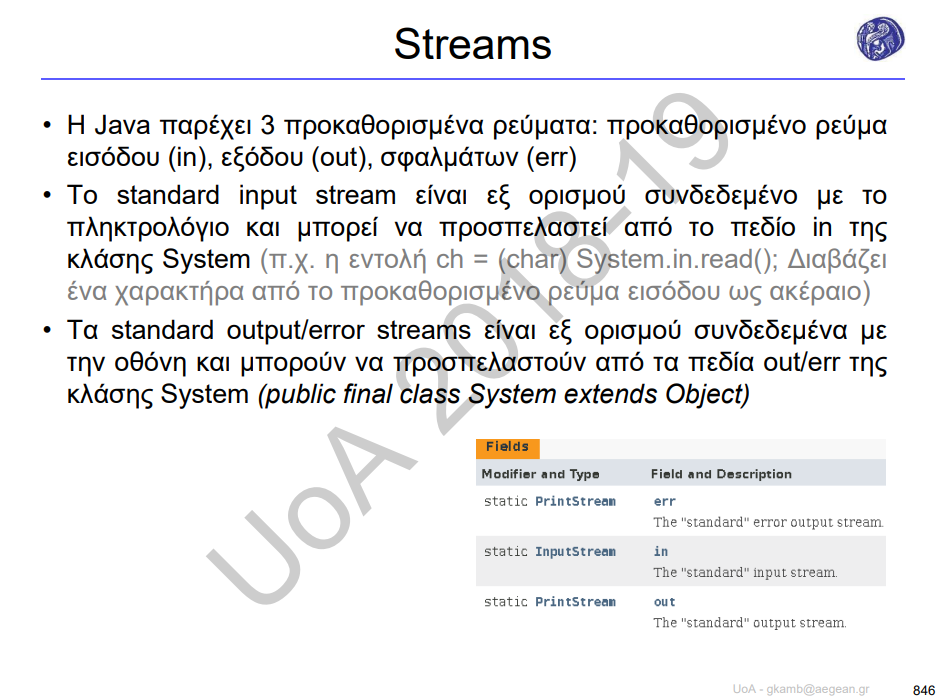 Streams
• Η Java παρέχει 3 προκαθορισμένα ρεύματα: προκαθορισμένο ρεύμα
εισόδου (in), εξόδου (out), σφαλμάτων (err)
• Το standard input stream είναι εξ ορισμού συνδεδεμένο με το
πληκτρολόγιο και μπορεί να προσπελαστεί από το πεδίο in της
κλάσης System (π.χ. η εντολή ch = (char) System.in.read(); Διαβάζει
ένα χαρακτήρα από το προκαθορισμένο ρεύμα εισόδου ως ακέραιο)
• Τα standard output/error streams είναι εξ ορισμού συνδεδεμένα με
την οθόνη και μπορούν να προσπελαστούν από τα πεδία out/err της
κλάσης System (public final class System extends Object)
UoA 2018-19
Fields
Modifier and Type Field and Description
static PrintStream err
The "standard" error output stream.
static InputStream in
The "standard" input stream.
static PrintStream out
The "standard" output stream.
UoA - gkamb@aegean.gr 846